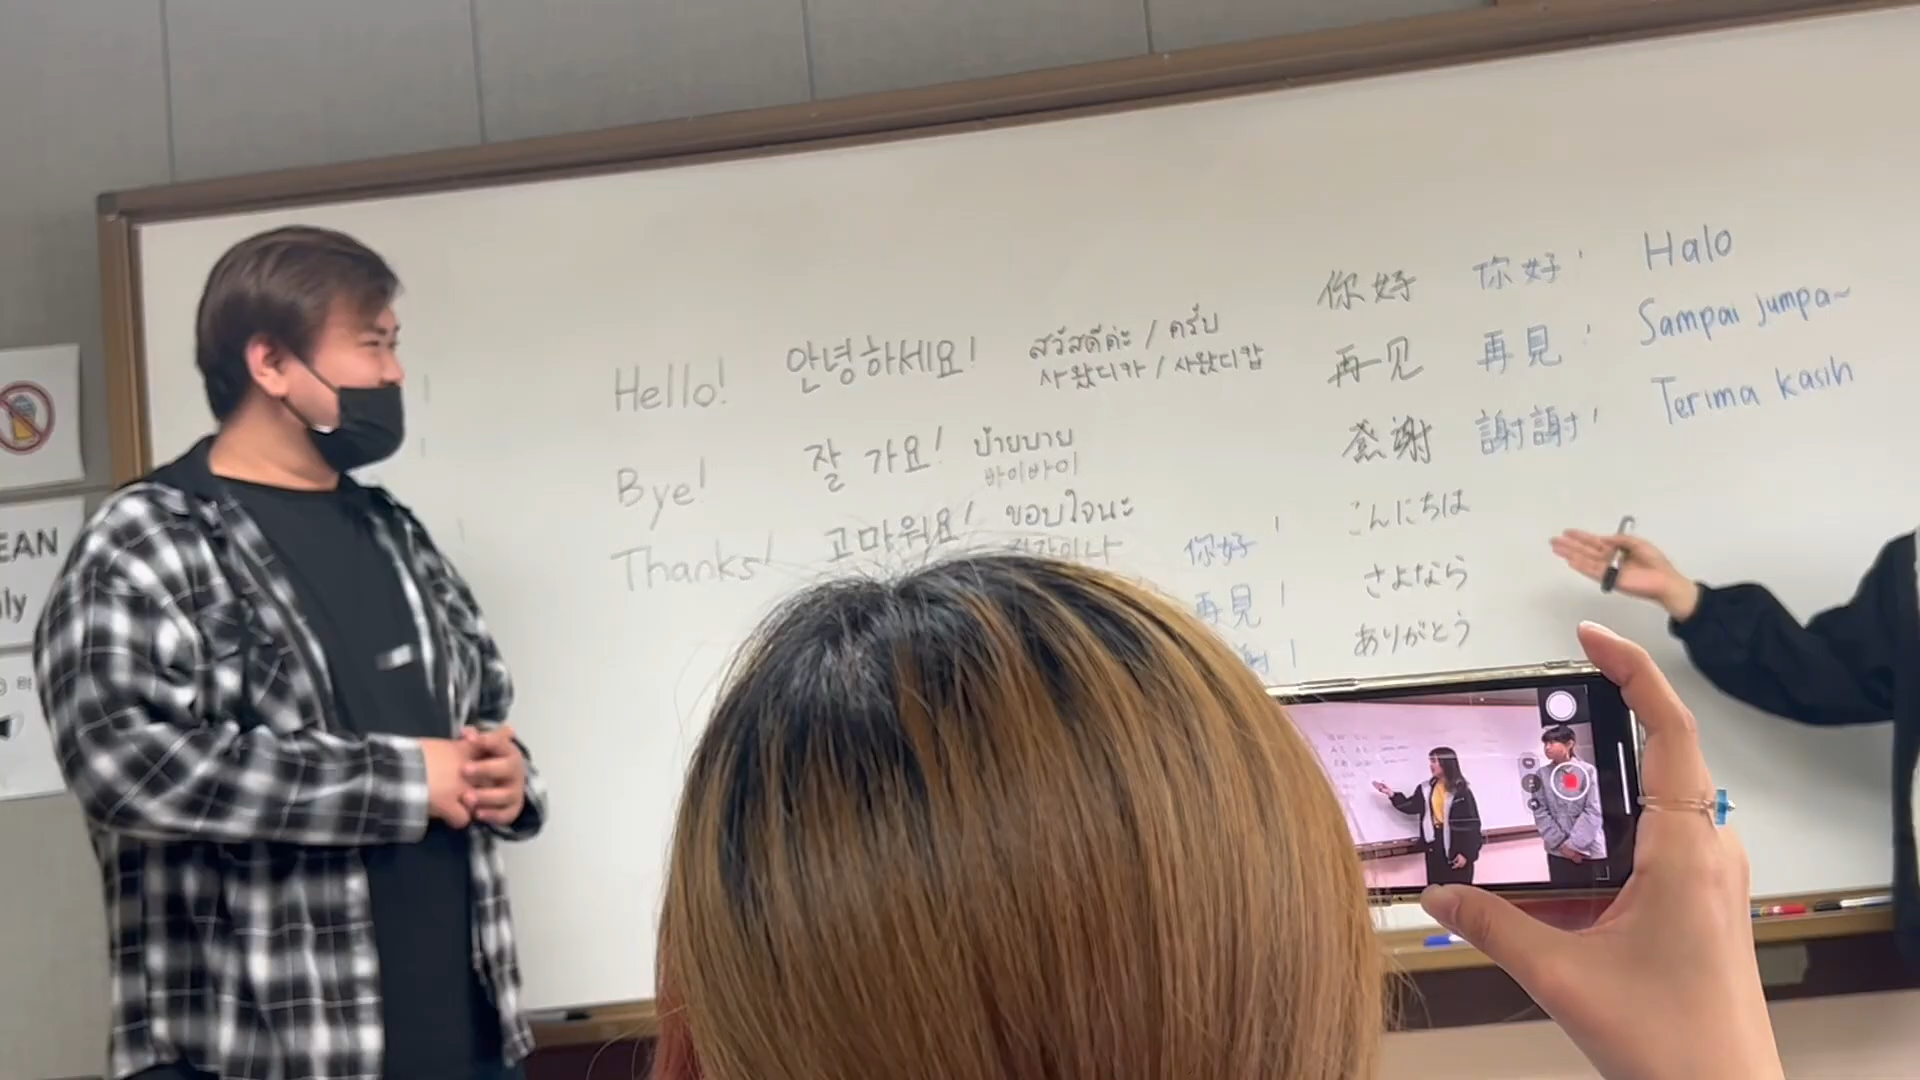 Hello! 안녕하세요! สวัสดีค่ะ / ครับ
사왓디카 / 사왓디캅
Bye! 잘 가요! บ๊ายบาย
바이바이
Thanks! 고마워요! ขอบใจนะ
你好 你好! Halo
再见 再見! Sampai jumpa~
感谢 謝謝! Terima kasih
你好! こんにちは
再見! さよなら
ありがとう
EAN
ly